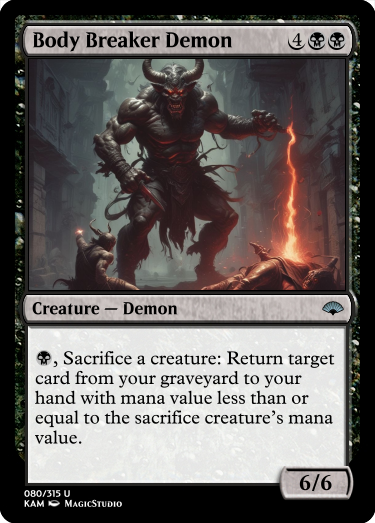 Body Breaker Demon 4
Creature — Demon
, Sacrifice a creature: Return target
card from your graveyard to your
hand with mana value less than or
equal to the sacrifice creature's mana
value.
6/6
080/315 U
KAM MagicStudio